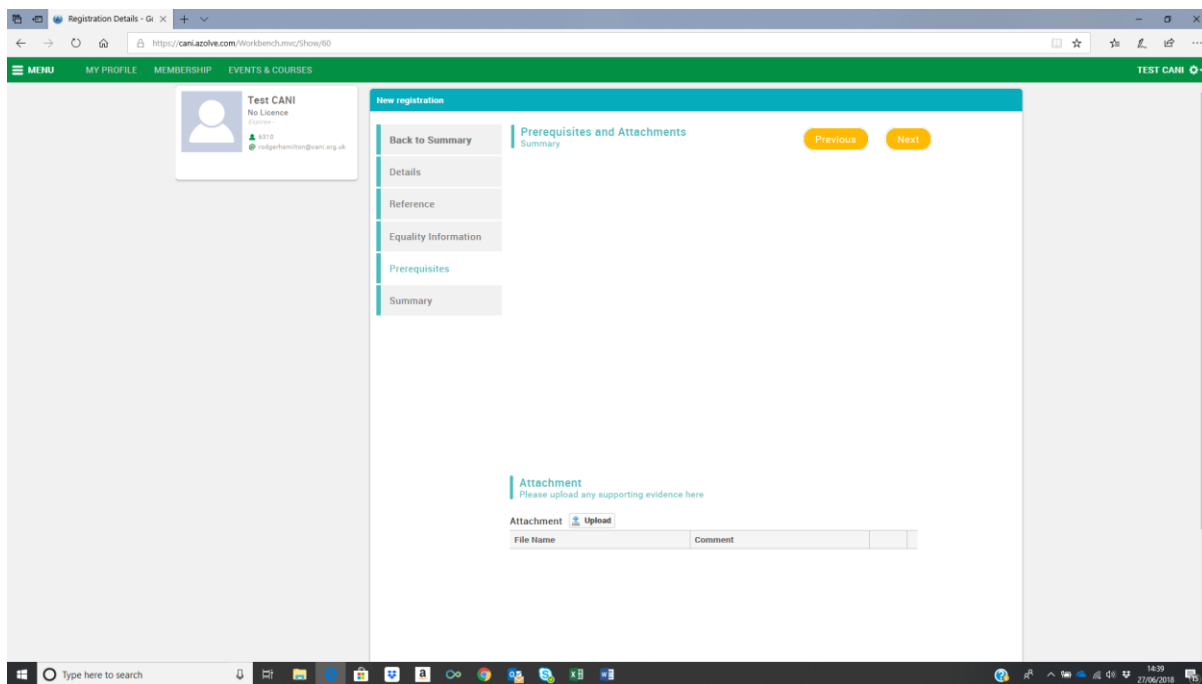 Registration Details - Gr
https://cani.azolve.com/Workbench.mvc/Show/60
MENU
MY PROFILE
MEMBERSHIP
EVENTS & COURSES
TEST CANI
Test CANI
No Licence
Expires -
6310
rodgerhamilton@cani.org.uk
New registration
Back to Summary
Details
Reference
Equality Information
Prerequisites
Summary
Prerequisites and Attachments
Summary
Previous
Next
Attachment
Please upload any supporting evidence here
Attachment
Upload
File Name
Comment
Type here to search
14:39
27/06/2018